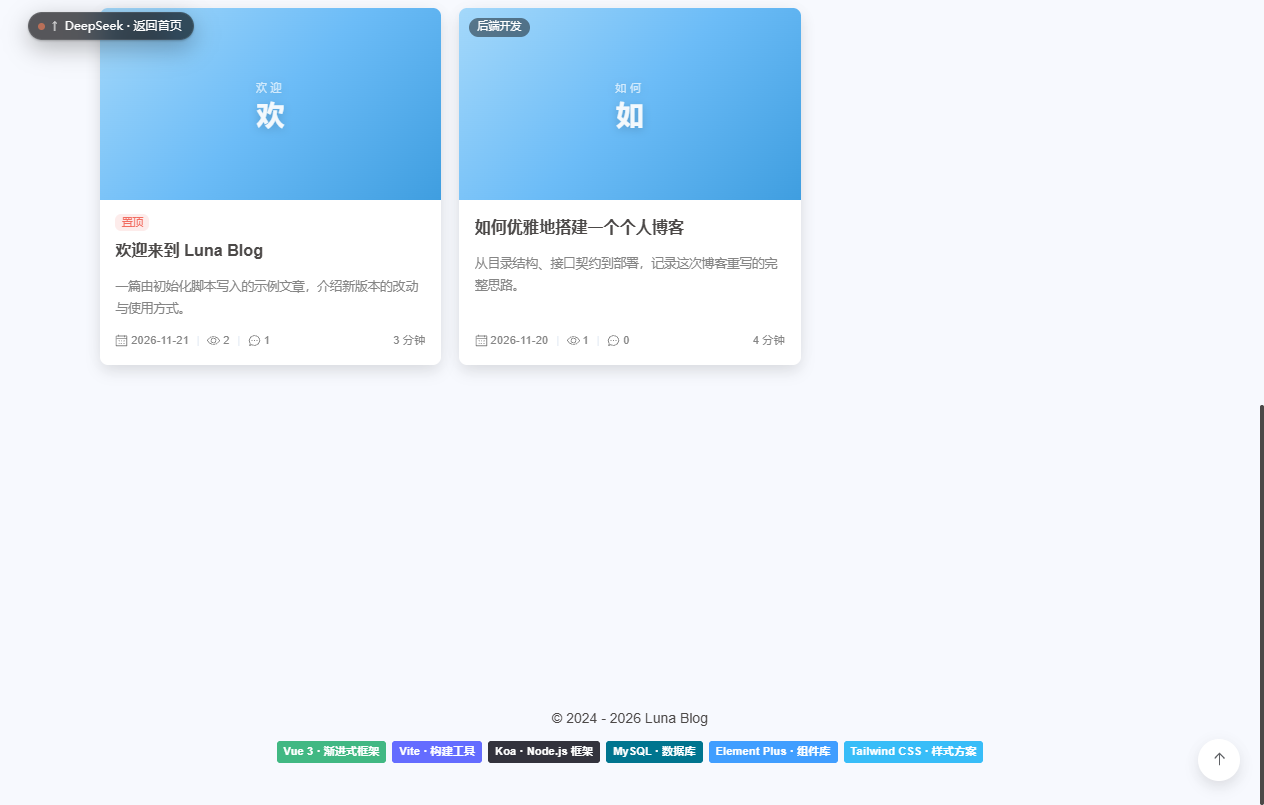 ↑ DeepSeek · 返回首页
欢迎
欢
置顶
欢迎来到 Luna Blog
一篇由初始化脚本写入的示例文章，介绍新版本的改动
与使用方式。
2026-11-21 | 2 | 1 3 分钟
后端开发
如何
如
如何优雅地搭建一个个人博客
从目录结构、接口契约到部署，记录这次博客重写的完
整思路。
2026-11-20 | 1 | 0 4 分钟
© 2024 - 2026 Luna Blog
Vue 3 · 渐进式框架 Vite · 构建工具 Koa · Node.js 框架 MySQL · 数据库 Element Plus · 组件库 Tailwind CSS · 样式方案